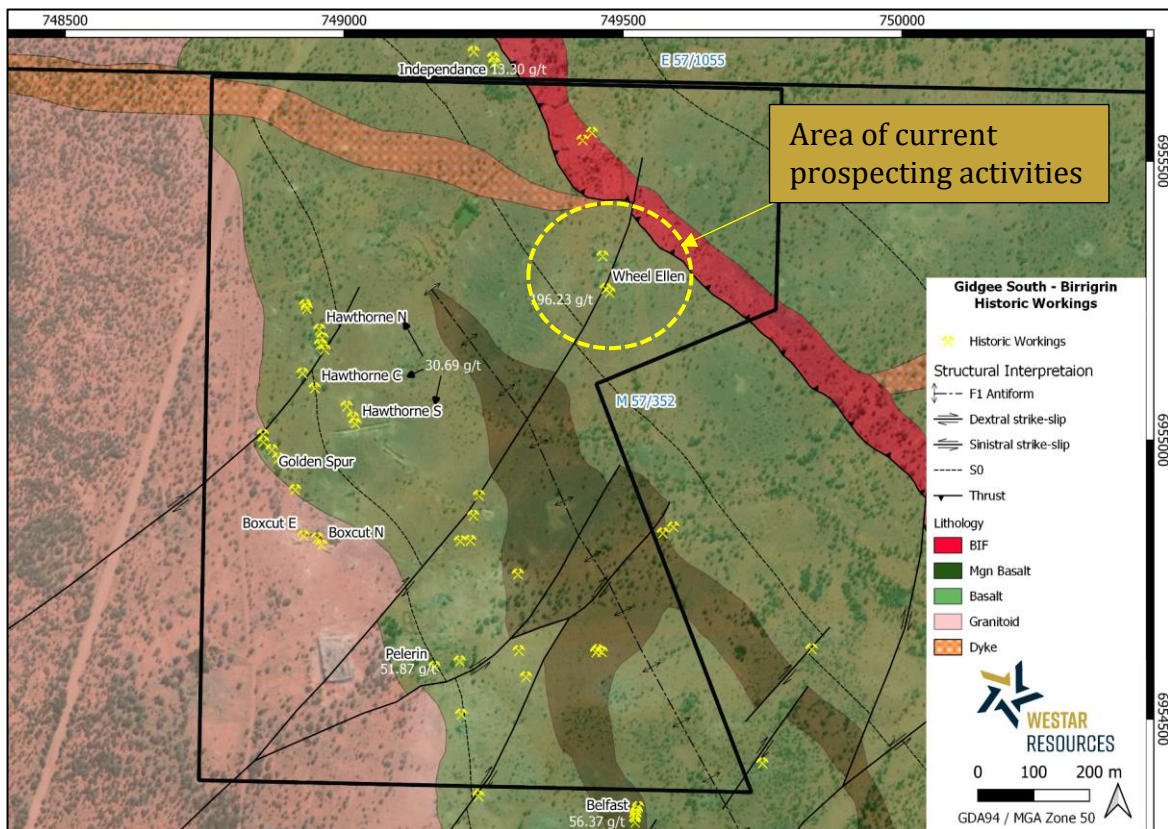 748500
749000
749500
750000
E 57/1055
Independance
13.30 g/t
Area of current
prospecting activities
6955500
Wheel Ellen
196.23 g/t
Gidgee South - Birrigrin
Historic Workings
Historic Workings
Structural Interpretaion
F1 Antiform
Dextral strike-slip
Sinistral strike-slip
S0
Thrust
Lithology
BIF
Mgn Basalt
Basalt
Granitoid
Dyke
Hawthorne N
30.69 g/t
Hawthorne C
Hawthorne S
M 57/352
6955000
Golden Spur
Boxcut E
Boxcut N
Pelerin
51.87 g/t
6954500
WESTAR
RESOURCES
0 100 200 m
GDA94 / MGA Zone 50
Belfast
56.37 g/t